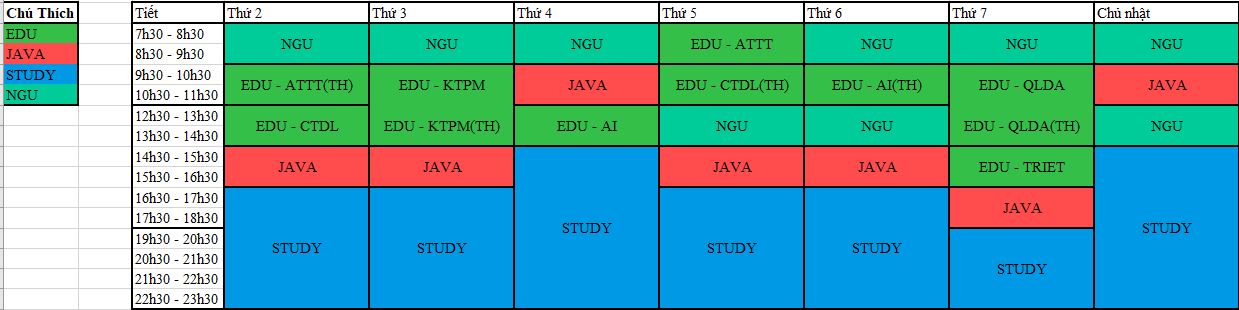 Chú Thích
EDU
JAVA
STUDY
NGU
Tiết Thứ 2 Thứ 3 Thứ 4 Thứ 5 Thứ 6 Thứ 7 Chủ nhật
7h30 - 8h30
NGU NGU NGU EDU - ATTT NGU NGU NGU
8h30 - 9h30
9h30 - 10h30
EDU - ATTT(TH) EDU - KTPM JAVA EDU - CTDL(TH) EDU - AI(TH) EDU - QLDA JAVA
10h30 - 11h30
12h30 - 13h30
EDU - CTDL EDU - KTPM(TH) EDU - AI NGU NGU EDU - QLDA(TH) NGU
13h30 - 14h30
14h30 - 15h30
JAVA JAVA JAVA JAVA EDU - TRIET
15h30 - 16h30
16h30 - 17h30
JAVA
17h30 - 18h30
STUDY STUDY
19h30 - 20h30
STUDY STUDY STUDY STUDY
20h30 - 21h30
STUDY
21h30 - 22h30
22h30 - 23h30